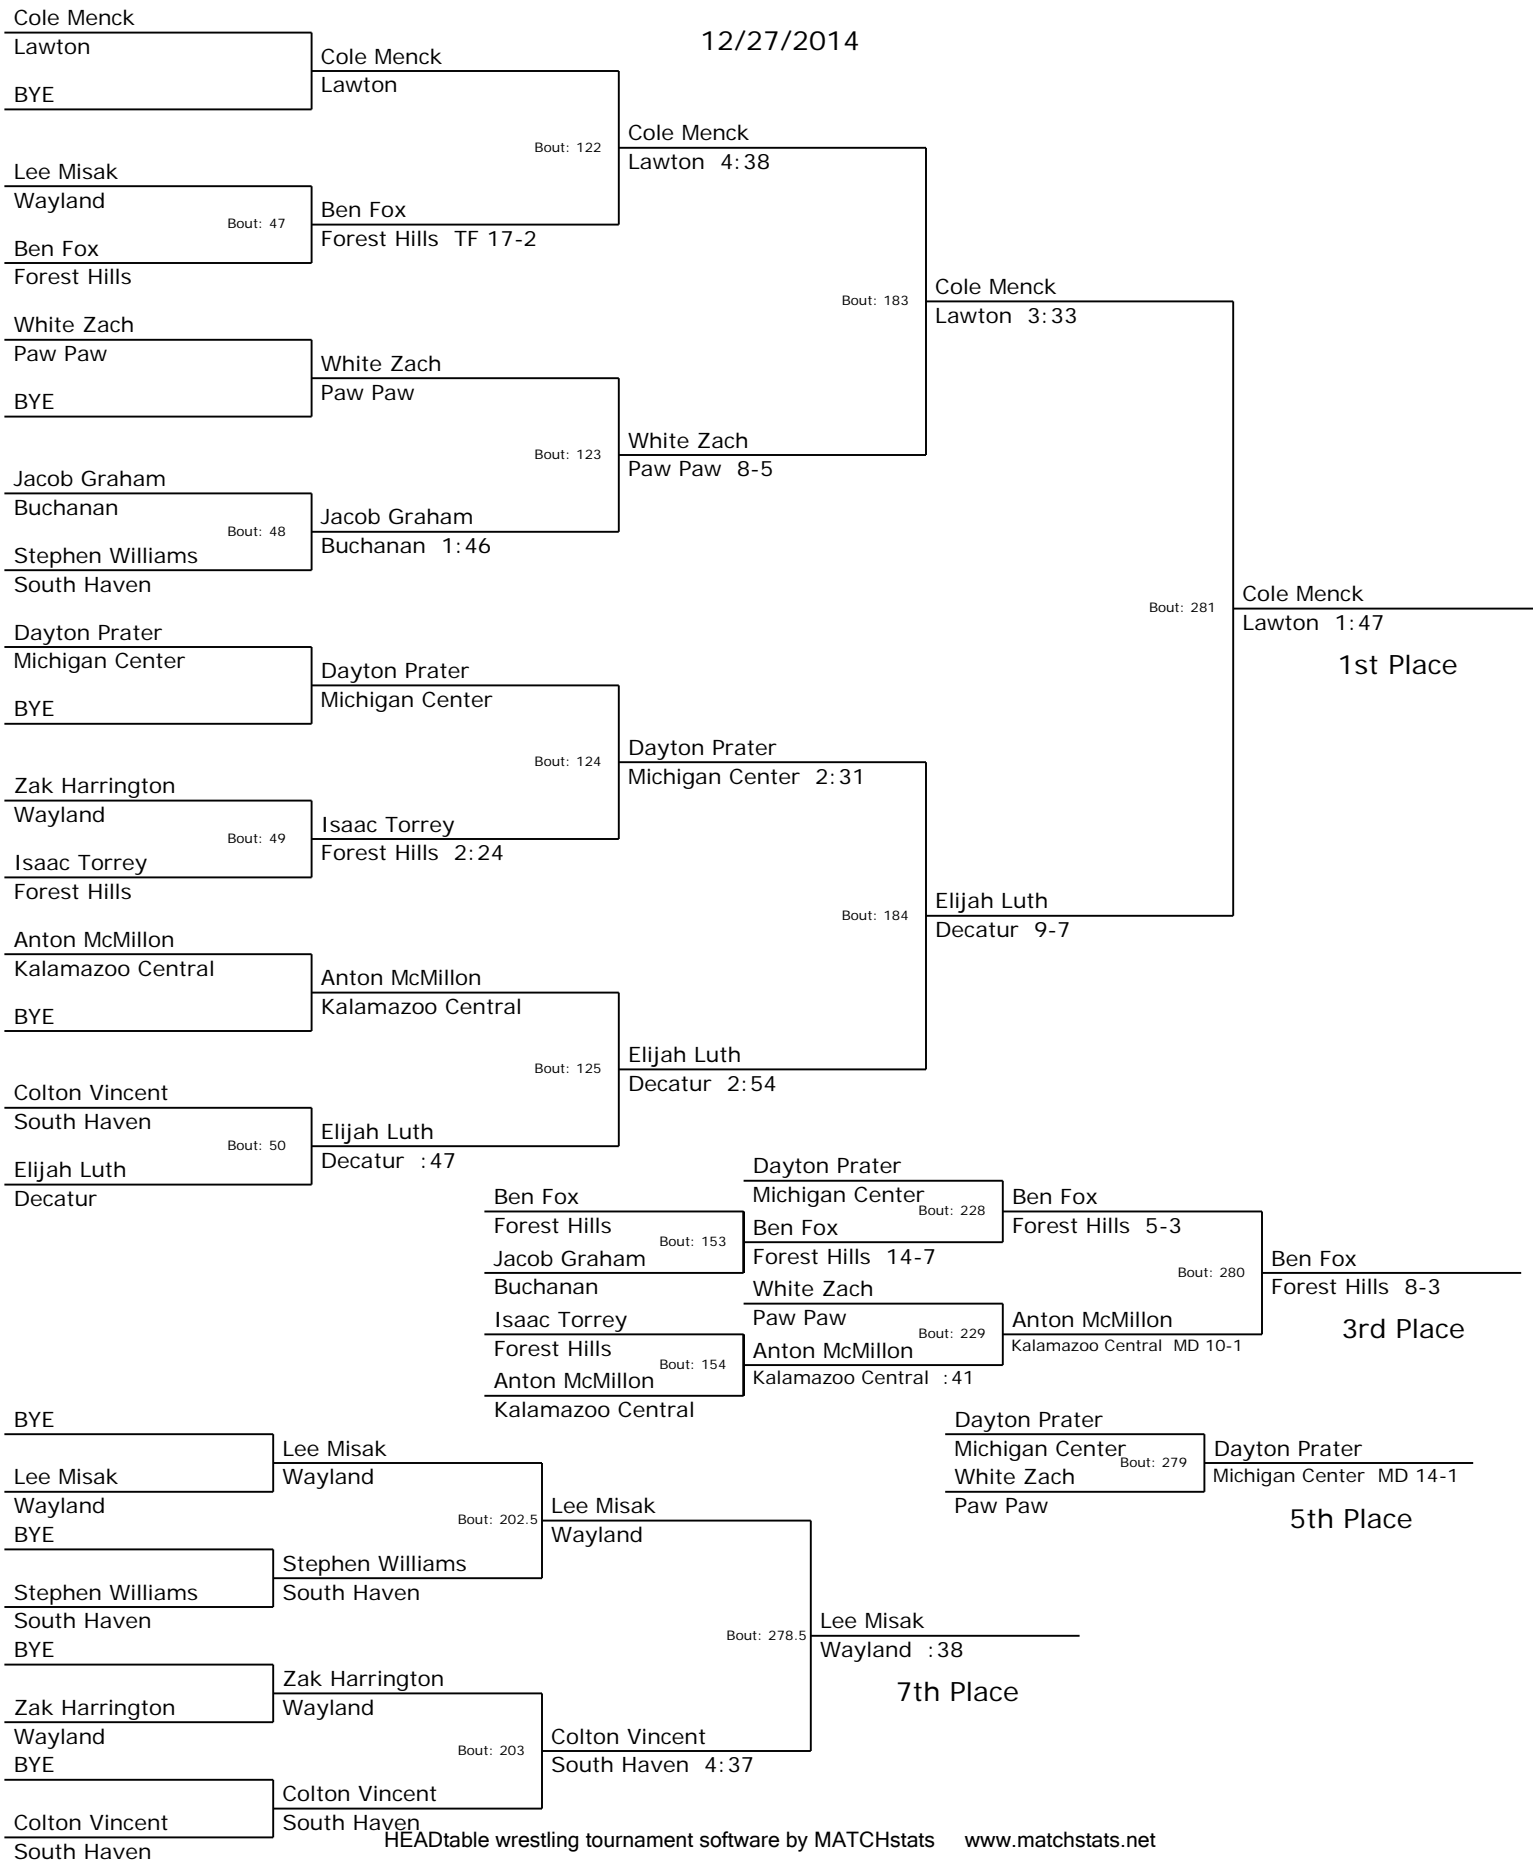 Cole Menck
Lawton
BYE
12/27/2014
Cole Menck
Lawton
Bout: 122
Cole Menck
Lawton 4:38
Lee Misak
Wayland
Bout: 47
Ben Fox
Forest Hills
Ben Fox
Forest Hills TF 17-2
Bout: 183
Cole Menck
Lawton 3:33
White Zach
Paw Paw
BYE
White Zach
Paw Paw
Bout: 123
White Zach
Paw Paw 8-5
Jacob Graham
Buchanan
Bout: 48
Stephen Williams
South Haven
Jacob Graham
Buchanan 1:46
Bout: 281
Cole Menck
Lawton 1:47
1st Place
Dayton Prater
Michigan Center
BYE
Dayton Prater
Michigan Center
Bout: 124
Dayton Prater
Michigan Center 2:31
Zak Harrington
Wayland
Bout: 49
Isaac Torrey
Forest Hills
Isaac Torrey
Forest Hills 2:24
Bout: 184
Elijah Luth
Decatur 9-7
Anton McMillon
Kalamazoo Central
BYE
Anton McMillon
Kalamazoo Central
Bout: 125
Elijah Luth
Decatur 2:54
Colton Vincent
South Haven
Bout: 50
Elijah Luth
Decatur
Elijah Luth
Decatur :47
Ben Fox
Forest Hills
Bout: 153
Jacob Graham
Buchanan
Dayton Prater
Michigan Center
Bout: 228
Ben Fox
Forest Hills 14-7
Ben Fox
Forest Hills 5-3
Isaac Torrey
Forest Hills
Bout: 154
Anton McMillon
Kalamazoo Central
White Zach
Paw Paw
Bout: 229
Anton McMillon
Kalamazoo Central :41
Anton McMillon
Kalamazoo Central MD 10-1
Bout: 280
Ben Fox
Forest Hills 8-3
3rd Place
Dayton Prater
Michigan Center
Bout: 279
White Zach
Paw Paw
Dayton Prater
Michigan Center MD 14-1
5th Place
BYE
Lee Misak
Wayland
Lee Misak
Wayland
BYE
Stephen Williams
South Haven
Stephen Williams
South Haven
Bout: 202.5
Lee Misak
Wayland
BYE
Zak Harrington
Wayland
Zak Harrington
Wayland
BYE
Colton Vincent
South Haven
Colton Vincent
South Haven
Bout: 203
Colton Vincent
South Haven 4:37
Bout: 278.5
Lee Misak
Wayland :38
7th Place
HEADtable wrestling tournament software by MATCHstats www.matchstats.net